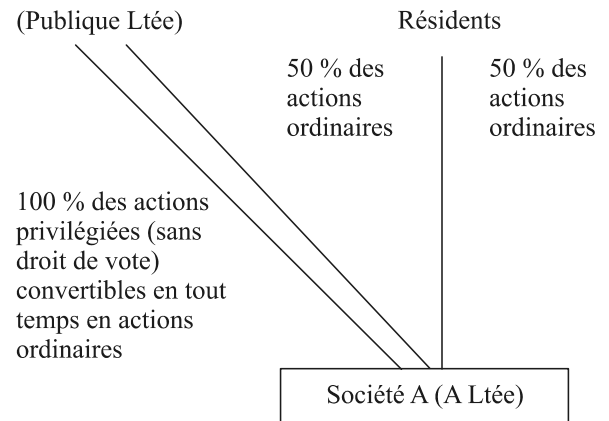 (Publique Ltée)
Résidents
50 % des
actions
ordinaires
50 % des
actions
ordinaires
100 % des actions
privilégiées (sans
droit de vote)
convertibles en tout
temps en actions
ordinaires
Société A (A Ltée)